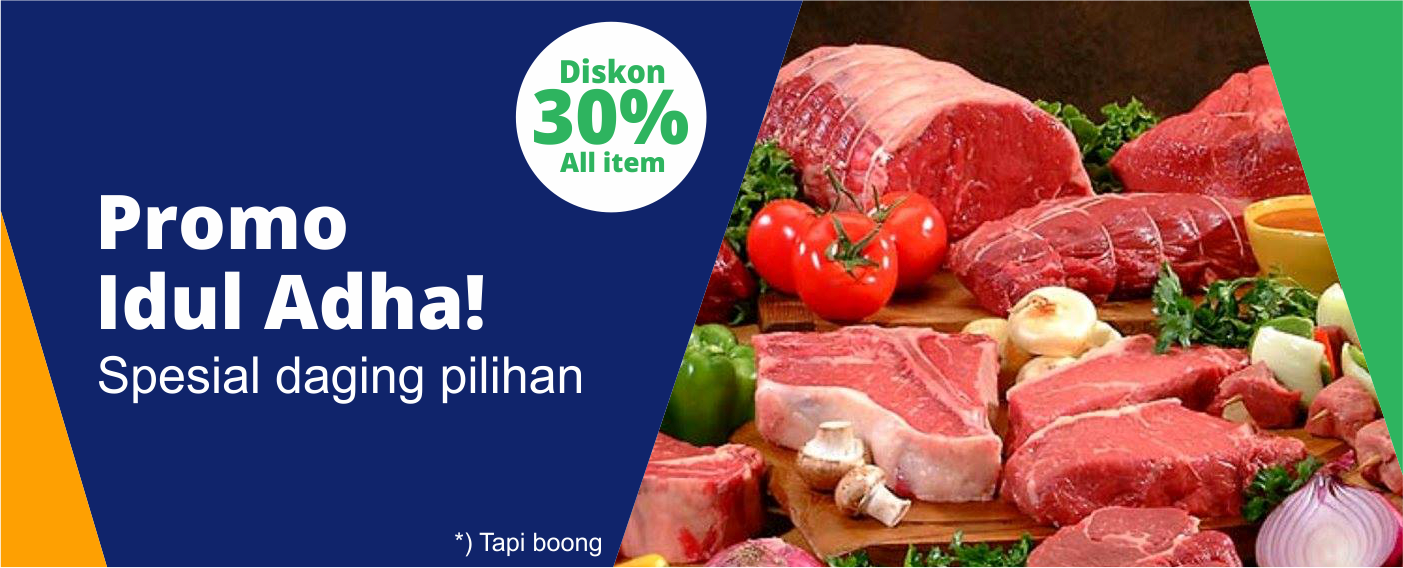 Diskon
30%
All item
Promo
Idul Adha!
Spesial daging pilihan
*) Tapi boong